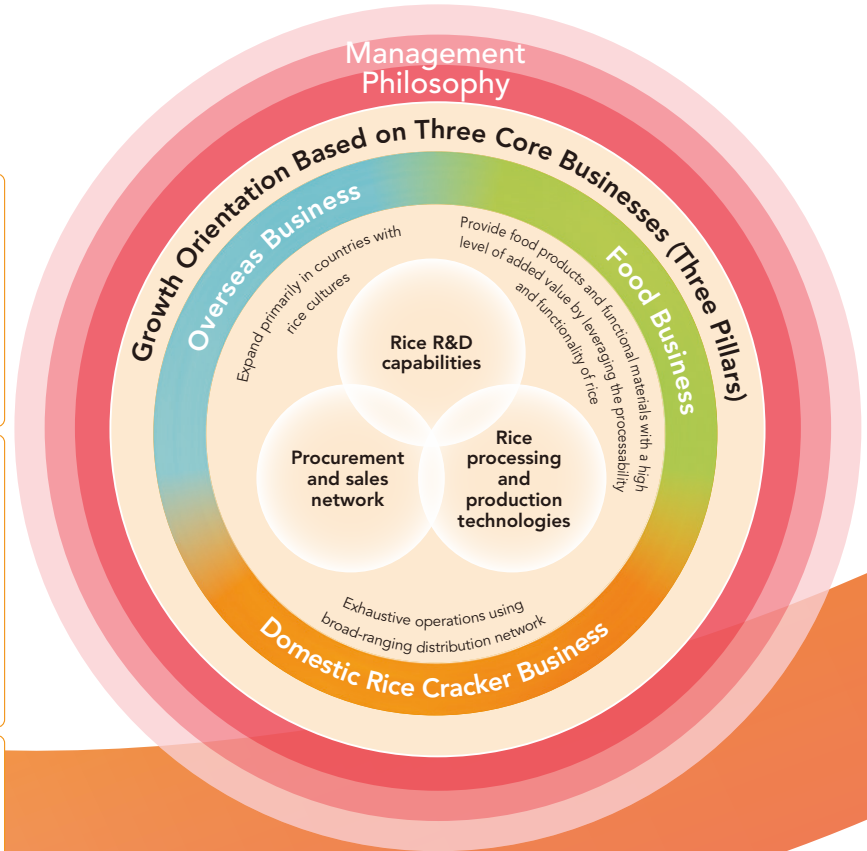 Management
Philosophy
Growth Orientation Based on Three Core Businesses (Three Pillars)
Overseas Business
Expand primarily in countries with
rice cultures
Food Business
Provide food products and functional materials with a high
level of added value by leveraging the processability
and functionality of rice
Rice R&D
capabilities
Procurement
and sales
network
Rice
processing
and
production
technologies
Exhaustive operations using
broad-ranging distribution network
Domestic Rice Cracker Business